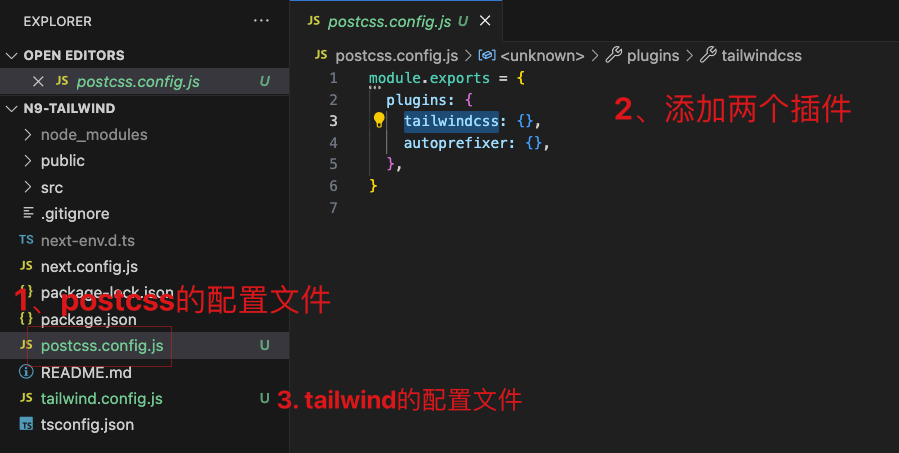 EXPLORER
OPEN EDITORS
JS postcss.config.js U
N9-TAILWIND
node_modules
public
src
.gitignore
TS next-env.d.ts
JS next.config.js
{} package-lock.json
1、postcss的配置文件
{} package.json
JS postcss.config.js U
README.md
JS tailwind.config.js U
3. tailwind的配置文件
TS tsconfig.json
JS postcss.config.js U
JS postcss.config.js > <unknown> > plugins > tailwindcss
1 module.exports = {
2 plugins: {
3 tailwindcss: {},
4 autoprefixer: {},
5 },
6 }
7
2、添加两个插件